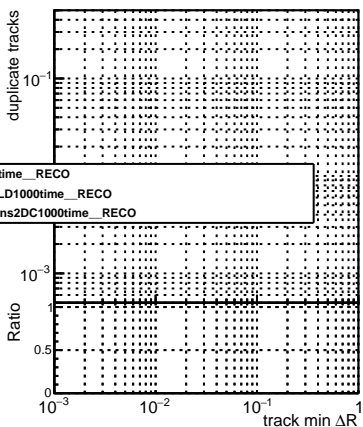 duplicate tracks
10⁻¹
time__RECO
LD1000time__RECO
ns2DC1000time__RECO
10⁻³
Ratio
1
0.5
0
10⁻³
10⁻²
10⁻¹
1
track min ΔR